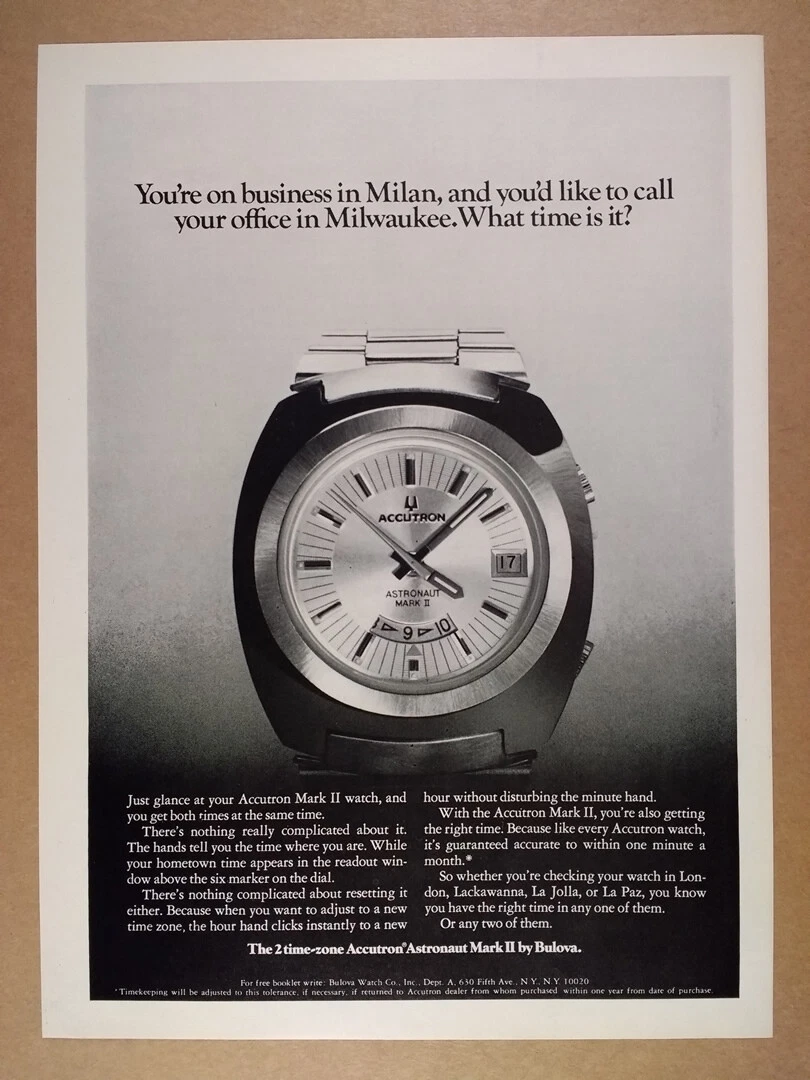 You're on business in Milan, and you'd like to call
your office in Milwaukee. What time is it?
ACCUTRON
17
ASTRONAUT
MARK II
9 10
Just glance at your Accutron Mark II watch, and
you get both times at the same time.
There's nothing really complicated about it.
The hands tell you the time where you are. While
your hometown time appears in the readout win-
dow above the six marker on the dial.
There's nothing complicated about resetting it
either. Because when you want to adjust to a new
time zone, the hour hand clicks instantly to a new
hour without disturbing the minute hand.
With the Accutron Mark II, you're also getting
the right time. Because like every Accutron watch,
it's guaranteed accurate to within one minute a
month.*
So whether you're checking your watch in Lon-
don, Lackawanna, La Jolla, or La Paz, you know
you have the right time in any one of them.
Or any two of them.
The 2 time-zone Accutron® Astronaut Mark II by Bulova.
For free booklet write: Bulova Watch Co., Inc., Dept. A, 630 Fifth Ave., N.Y., N.Y. 10020
*Timekeeping will be adjusted to this tolerance, if necessary, if returned to Accutron dealer from whom purchased within one year from date of purchase.